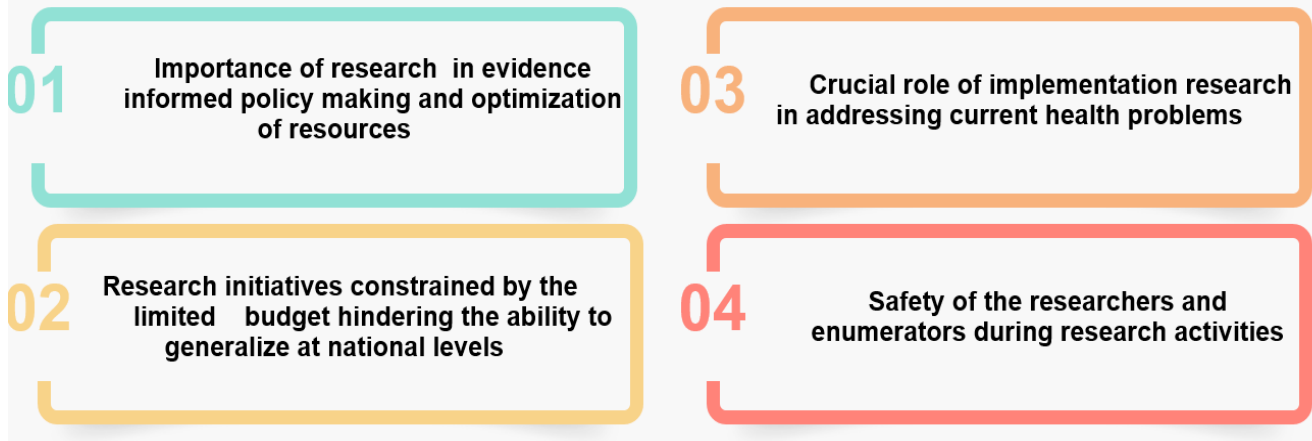 01
Importance of research in evidence
informed policy making and optimization
of resources
02
Research initiatives constrained by the
limited budget hindering the ability to
generalize at national levels
03
Crucial role of implementation research
in addressing current health problems
04
Safety of the researchers and
enumerators during research activities